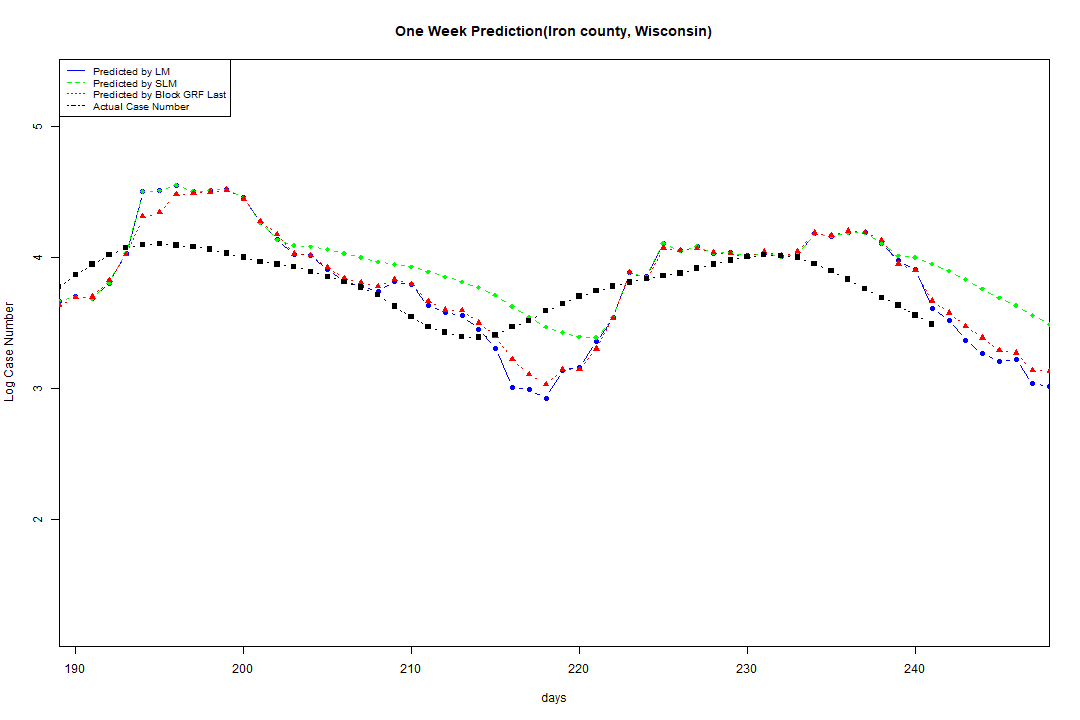 One Week Prediction(Iron county, Wisconsin)
Predicted by LM
Predicted by SLM
Predicted by Block GRF Last
Actual Case Number
5
4
3
2
Log Case Number
190 200 210 220 230 240
days